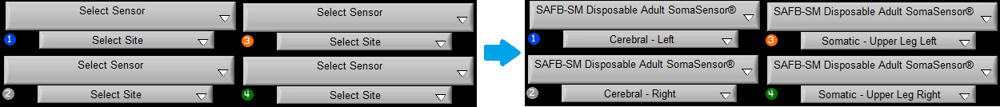 Select Sensor
1 Select Site
Select Sensor
3 Select Site
Select Sensor
2 Select Site
Select Sensor
4 Select Site
SAFB-SM Disposable Adult SomaSensor®
1 Cerebral - Left
SAFB-SM Disposable Adult SomaSensor®
3 Somatic - Upper Leg Left
SAFB-SM Disposable Adult SomaSensor®
2 Cerebral - Right
SAFB-SM Disposable Adult SomaSensor®
4 Somatic - Upper Leg Right